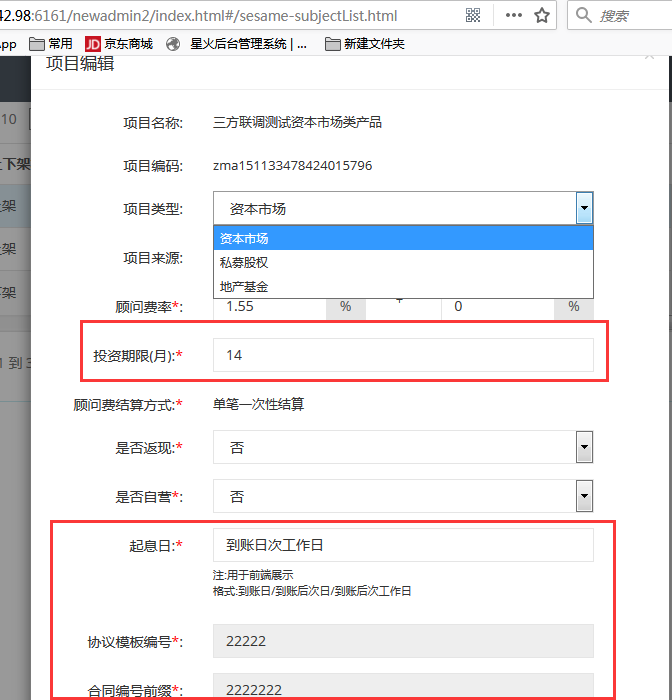 42.98:6161/newadmin2/index.html#/sesame-subjectList.html
搜索
App 常用 JD 京东商城 星火后台管理系统 | ... 新建文件夹
项目编辑
10
项目名称: 三方联调测试资本市场类产品
下架
项目编码: zma151133478424015796
架
项目类型: 资本市场
资本市场
架
项目来源:
私募股权
地产基金
下架
顾问费率*: 1.55 % + 0 %
投资期限(月):* 14
1 到 3
顾问费结算方式:* 单笔一次性结算
是否返现:* 否
是否自营*: 否
起息日:* 到账日次工作日
注:用于前端展示
格式:到账日/到账后次日/到账后次工作日
协议模板编号*: 22222
合同编号前缀*: 2222222